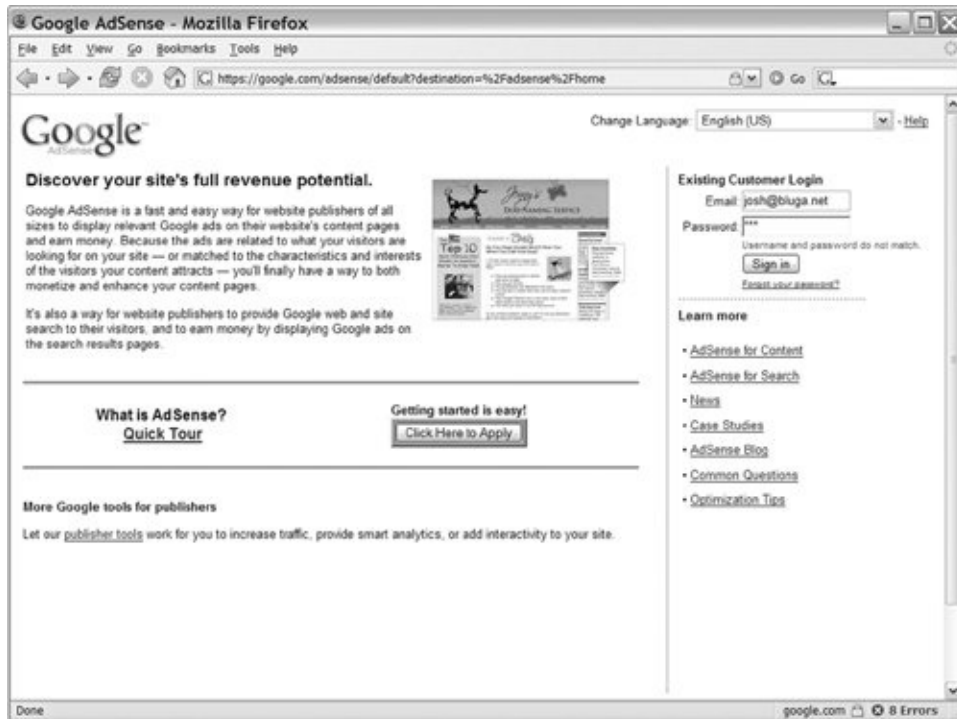 Google AdSense - Mozilla Firefox
File Edit View Go Bookmarks Tools Help
https://google.com/adsense/default?destination=%2Fadsense%2Fhome
Go
Google™
AdSense
Change Language: English (US) - Help
Discover your site's full revenue potential.
Google AdSense is a fast and easy way for website publishers of all
sizes to display relevant Google ads on their website's content pages
and earn money. Because the ads are related to what your visitors are
looking for on your site — or matched to the characteristics and interests
of the visitors your content attracts — you'll finally have a way to both
monetize and enhance your content pages.
It's also a way for website publishers to provide Google web and site
search to their visitors, and to earn money by displaying Google ads on
the search results pages.
Top 10
What is AdSense?
Quick Tour
Getting started is easy!
Click Here to Apply
More Google tools for publishers
Let our publisher tools work for you to increase traffic, provide smart analytics, or add interactivity to your site.
Existing Customer Login
Email: josh@bluga.net
Password: ***
Username and password do not match.
Sign in
Forgot your password?
Learn more
• AdSense for Content
• AdSense for Search
• News
• Case Studies
• AdSense Blog
• Common Questions
• Optimization Tips
Done
google.com 8 Errors